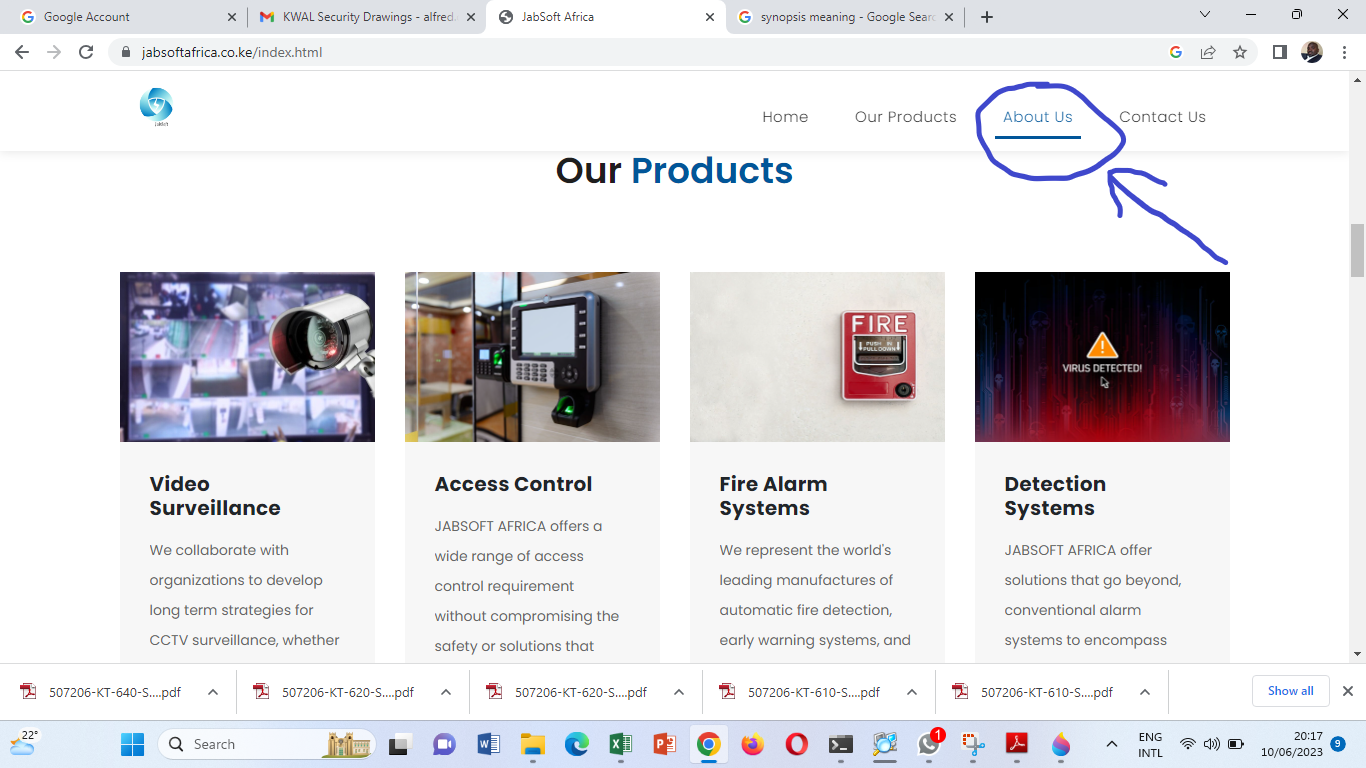 Google Account
KWAL Security Drawings - alfred.
JabSoft Africa
synopsis meaning - Google Sear
jabsoftafrica.co.ke/index.html
Home
Our Products
About Us
Contact Us
Our Products
FIRE
PUSH IN
PULL DOWN
VIRUS DETECTED!
Video
Surveillance
We collaborate with
organizations to develop
long term strategies for
CCTV surveillance, whether
Access Control
JABSOFT AFRICA offers a
wide range of access
control requirement
without compromising the
safety or solutions that
Fire Alarm
Systems
We represent the world's
leading manufactures of
automatic fire detection,
early warning systems, and
Detection
Systems
JABSOFT AFRICA offer
solutions that go beyond,
conventional alarm
systems to encompass
507206-KT-640-S....pdf
507206-KT-620-S....pdf
507206-KT-620-S....pdf
507206-KT-610-S....pdf
507206-KT-610-S....pdf
Show all
22°
Search
1
ENG
INTL
20:17
10/06/2023
9